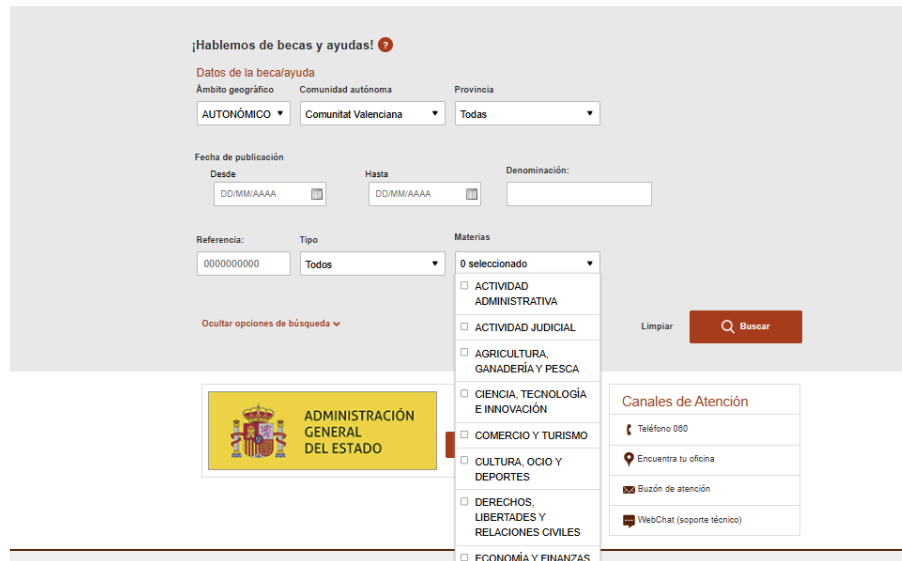 ¡Hablemos de becas y ayudas! ?
Datos de la beca/ayuda
Ámbito geográfico
Comunidad autónoma
Provincia
AUTONÓMICO
Comunitat Valenciana
Todas
Fecha de publicación
Desde
Hasta
Denominación:
DD/MM/AAAA
DD/MM/AAAA
Referencia:
Tipo
Materias
0000000000
Todos
0 seleccionado
ACTIVIDAD
ADMINISTRATIVA
ACTIVIDAD JUDICIAL
AGRICULTURA,
GANADERÍA Y PESCA
CIENCIA, TECNOLOGÍA
E INNOVACIÓN
COMERCIO Y TURISMO
CULTURA, OCIO Y
DEPORTES
DERECHOS,
LIBERTADES Y
RELACIONES CIVILES
ECONOMÍA Y FINANZAS
Ocultar opciones de búsqueda
Limpiar
Buscar
ADMINISTRACIÓN
GENERAL
DEL ESTADO
Canales de Atención
Teléfono 060
Encuentra tu oficina
Buzón de atención
WebChat (soporte técnico)